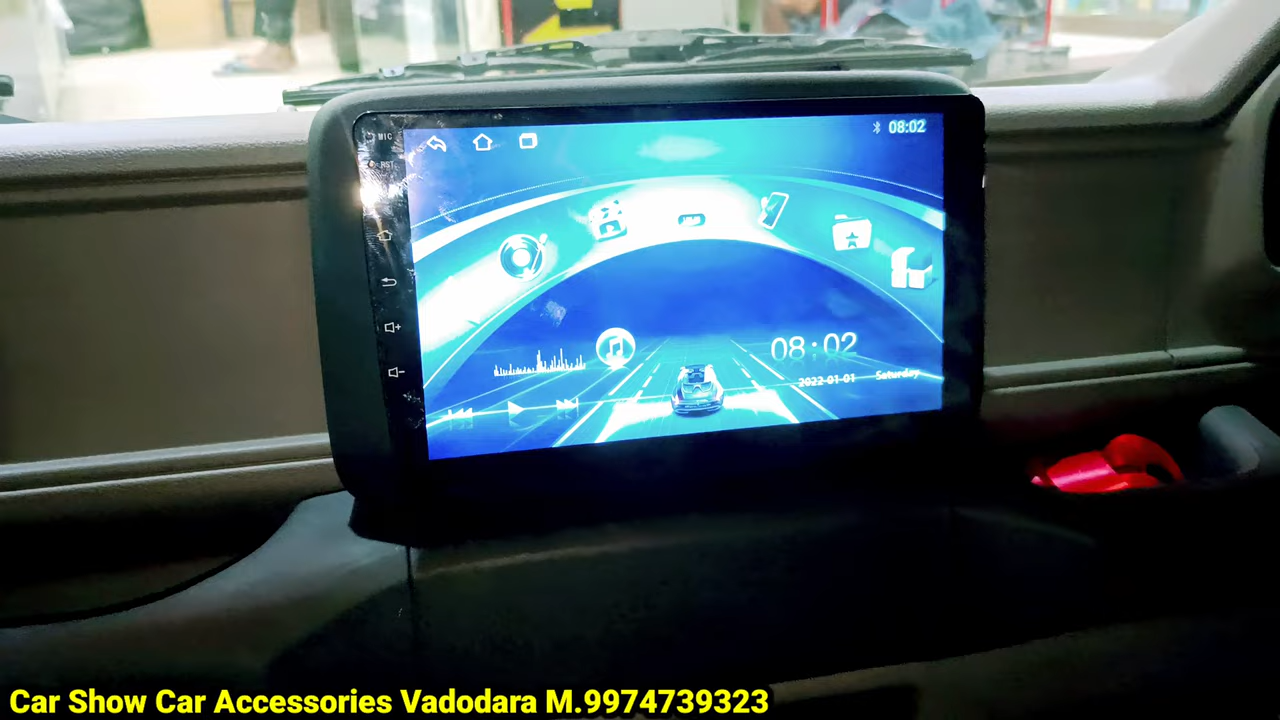 MIC
08:02
RST
08:02
2022-01-01 Saturday
Car Show Car Accessories Vadodara M.9974739323